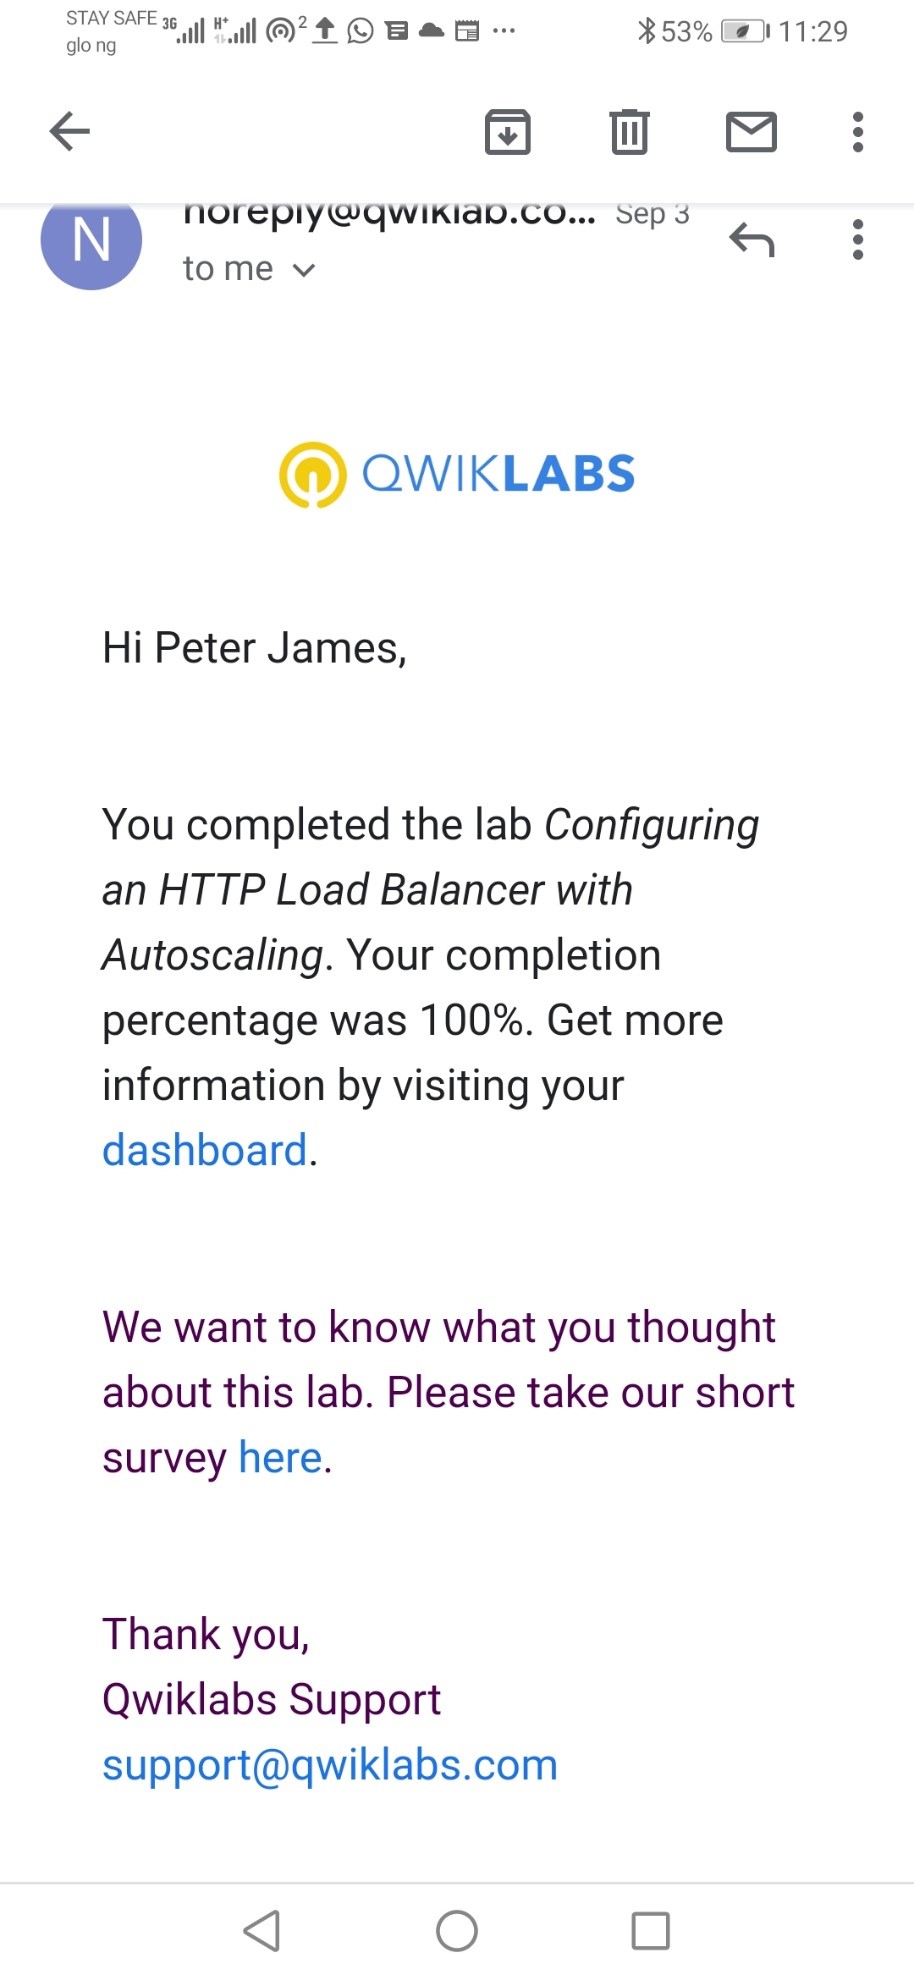 STAY SAFE 3G H+ 2 53% 11:29
glo ng
noreply@qwiklab.co... Sep 3
N
to me
QWIKLABS
Hi Peter James,
You completed the lab Configuring
an HTTP Load Balancer with
Autoscaling. Your completion
percentage was 100%. Get more
information by visiting your
dashboard.
We want to know what you thought
about this lab. Please take our short
survey here.
Thank you,
Qwiklabs Support
support@qwiklabs.com